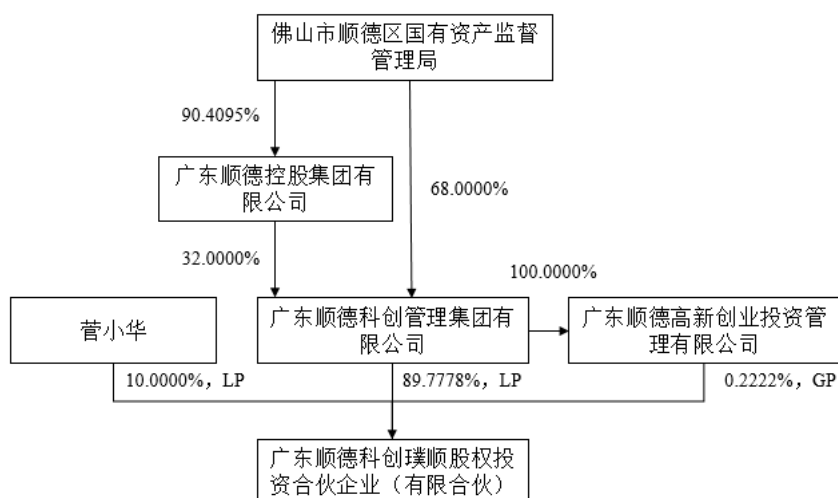 佛山市顺德区国有资产监督
管理局
90.4095%
广东顺德控股集团有
限公司
68.0000%
32.0000%
100.0000%
菅小华
广东顺德科创管理集团有
限公司
广东顺德高新创业投资管
理有限公司
10.0000%，LP
89.7778%，LP
0.2222%，GP
广东顺德科创璞顺股权投
资合伙企业（有限合伙）